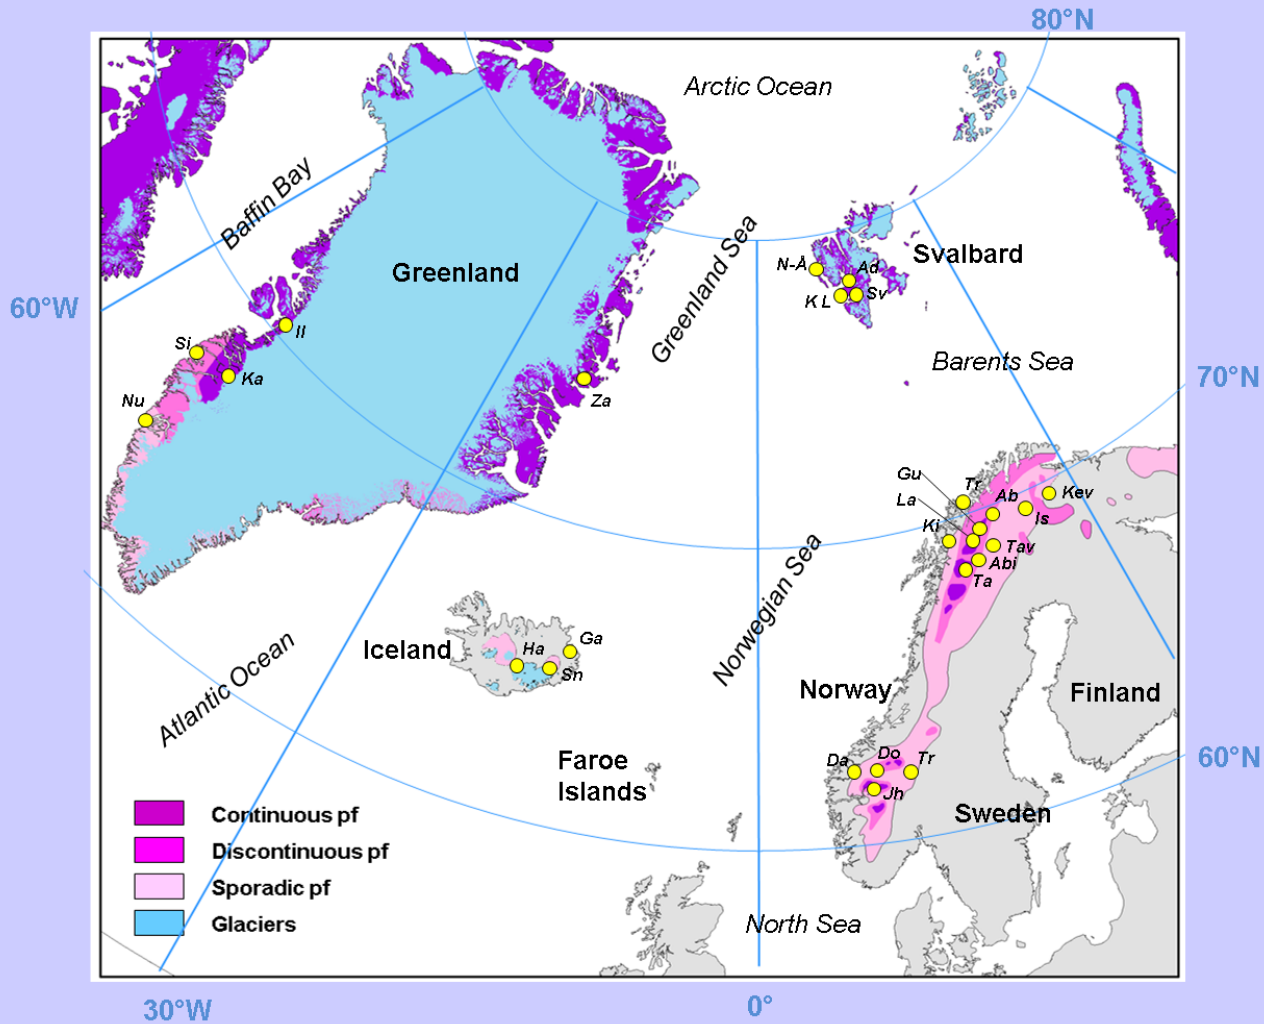 80°N
Arctic Ocean
Baffin Bay
Greenland Sea
Svalbard
N-Å
Ad
Greenland
K L
Sv
60°W
Il
Si
Barents Sea
Ka
70°N
Nu
Za
Gu
Tr
Ab
Kev
La
Is
Ki
Tav
Abi
Ta
Norwegian Sea
Iceland
Ha
Ga
Sn
Atlantic Ocean
Norway
Finland
Faroe
Islands
Da
Do
Tr
60°N
Jh
Sweden
Continuous pf
Discontinuous pf
Sporadic pf
Glaciers
North Sea
30°W
0°